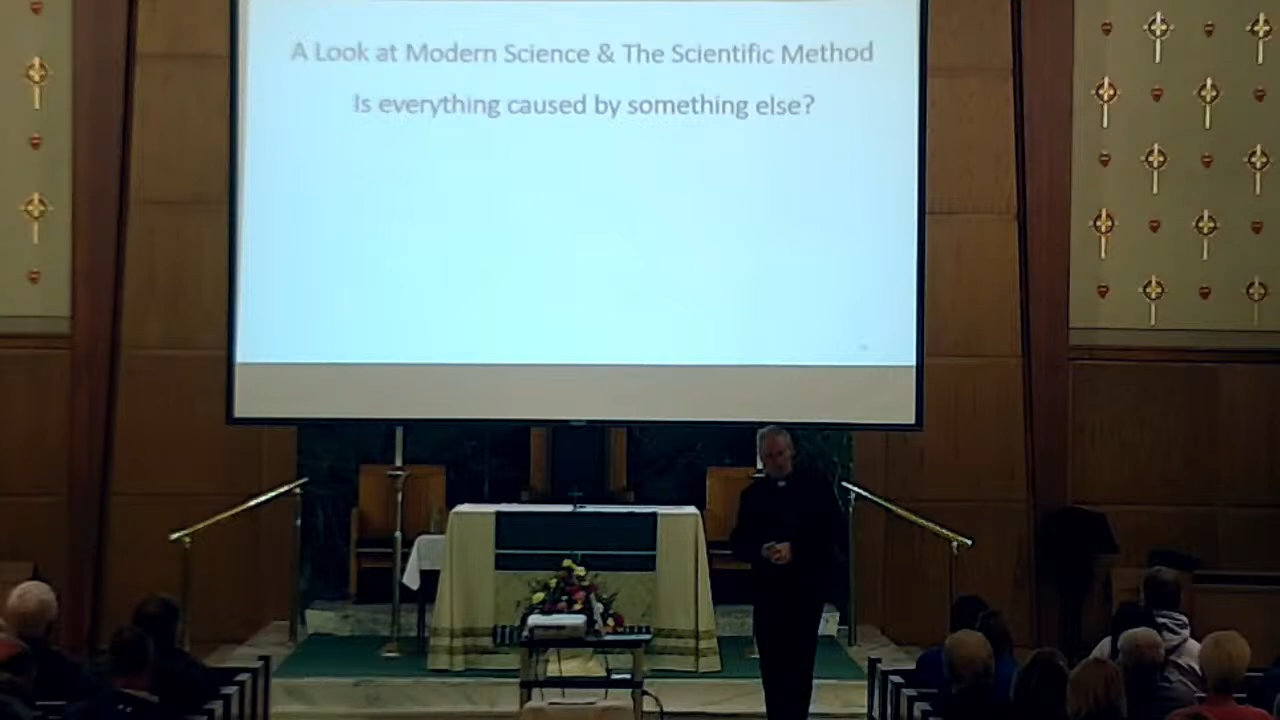 A Look at Modern Science & The Scientific Method
Is everything caused by something else?